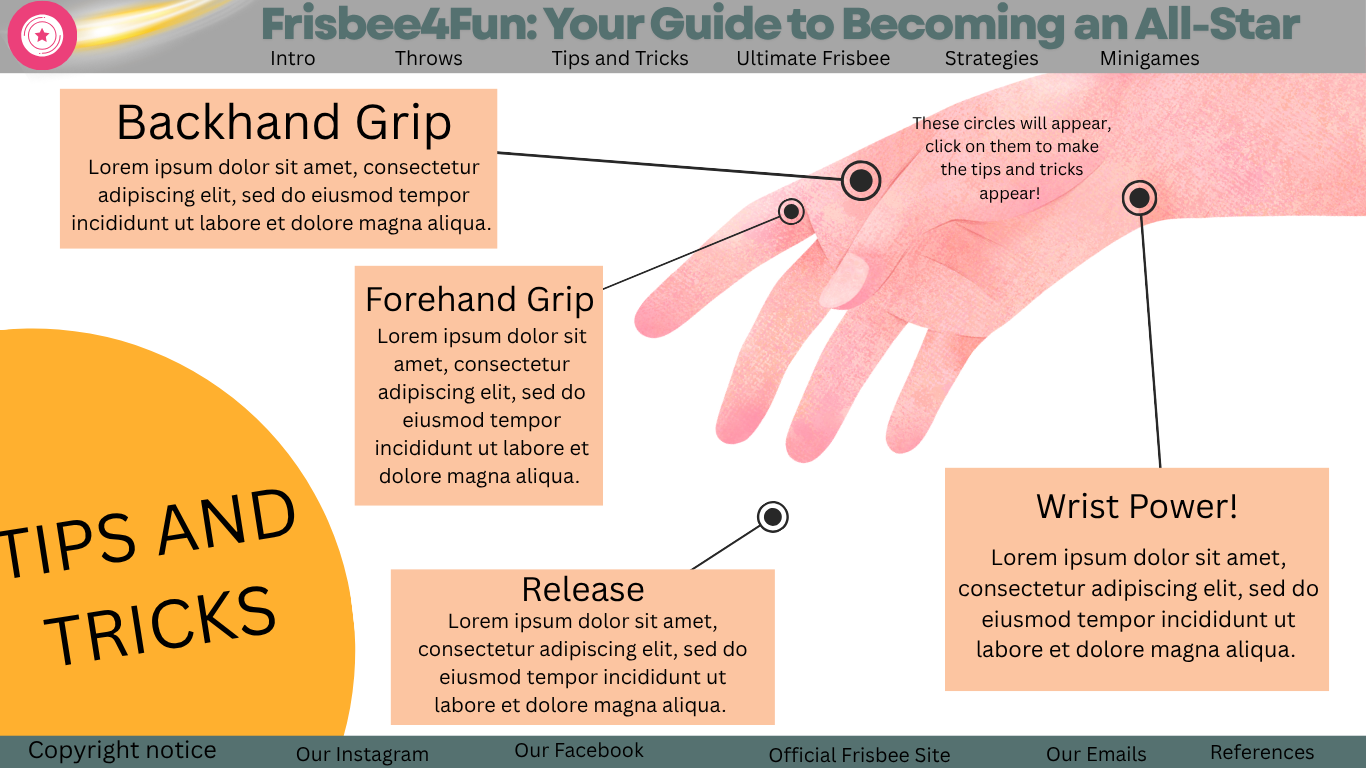 Frisbee4Fun: Your Guide to Becoming an All-Star
Intro
Throws
Tips and Tricks
Ultimate Frisbee
Strategies
Minigames
Backhand Grip
Lorem ipsum dolor sit amet, consectetur
adipiscing elit, sed do eiusmod tempor
incididunt ut labore et dolore magna aliqua.
These circles will appear,
click on them to make
the tips and tricks
appear!
Forehand Grip
Lorem ipsum dolor sit
amet, consectetur
adipiscing elit, sed do
eiusmod tempor
incididunt ut labore et
dolore magna aliqua.
TIPS AND
TRICKS
Release
Lorem ipsum dolor sit amet,
consectetur adipiscing elit, sed do
eiusmod tempor incididunt ut
labore et dolore magna aliqua.
Wrist Power!
Lorem ipsum dolor sit amet,
consectetur adipiscing elit, sed do
eiusmod tempor incididunt ut
labore et dolore magna aliqua.
Copyright notice
Our Instagram
Our Facebook
Official Frisbee Site
Our Emails
References